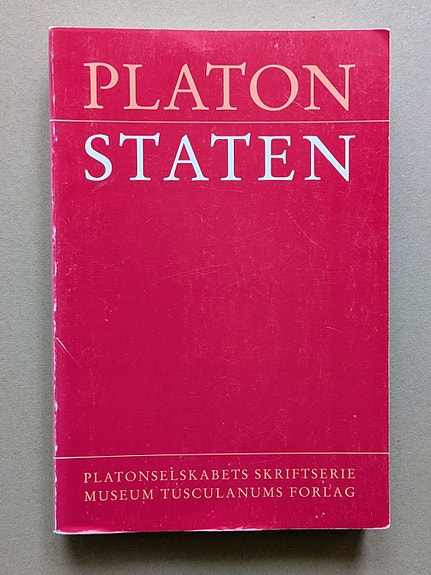 PLATON
STATEN
PLATONSELSKABETS SKRIFTSERIE
MUSEUM TUSCULANUMS FORLAG